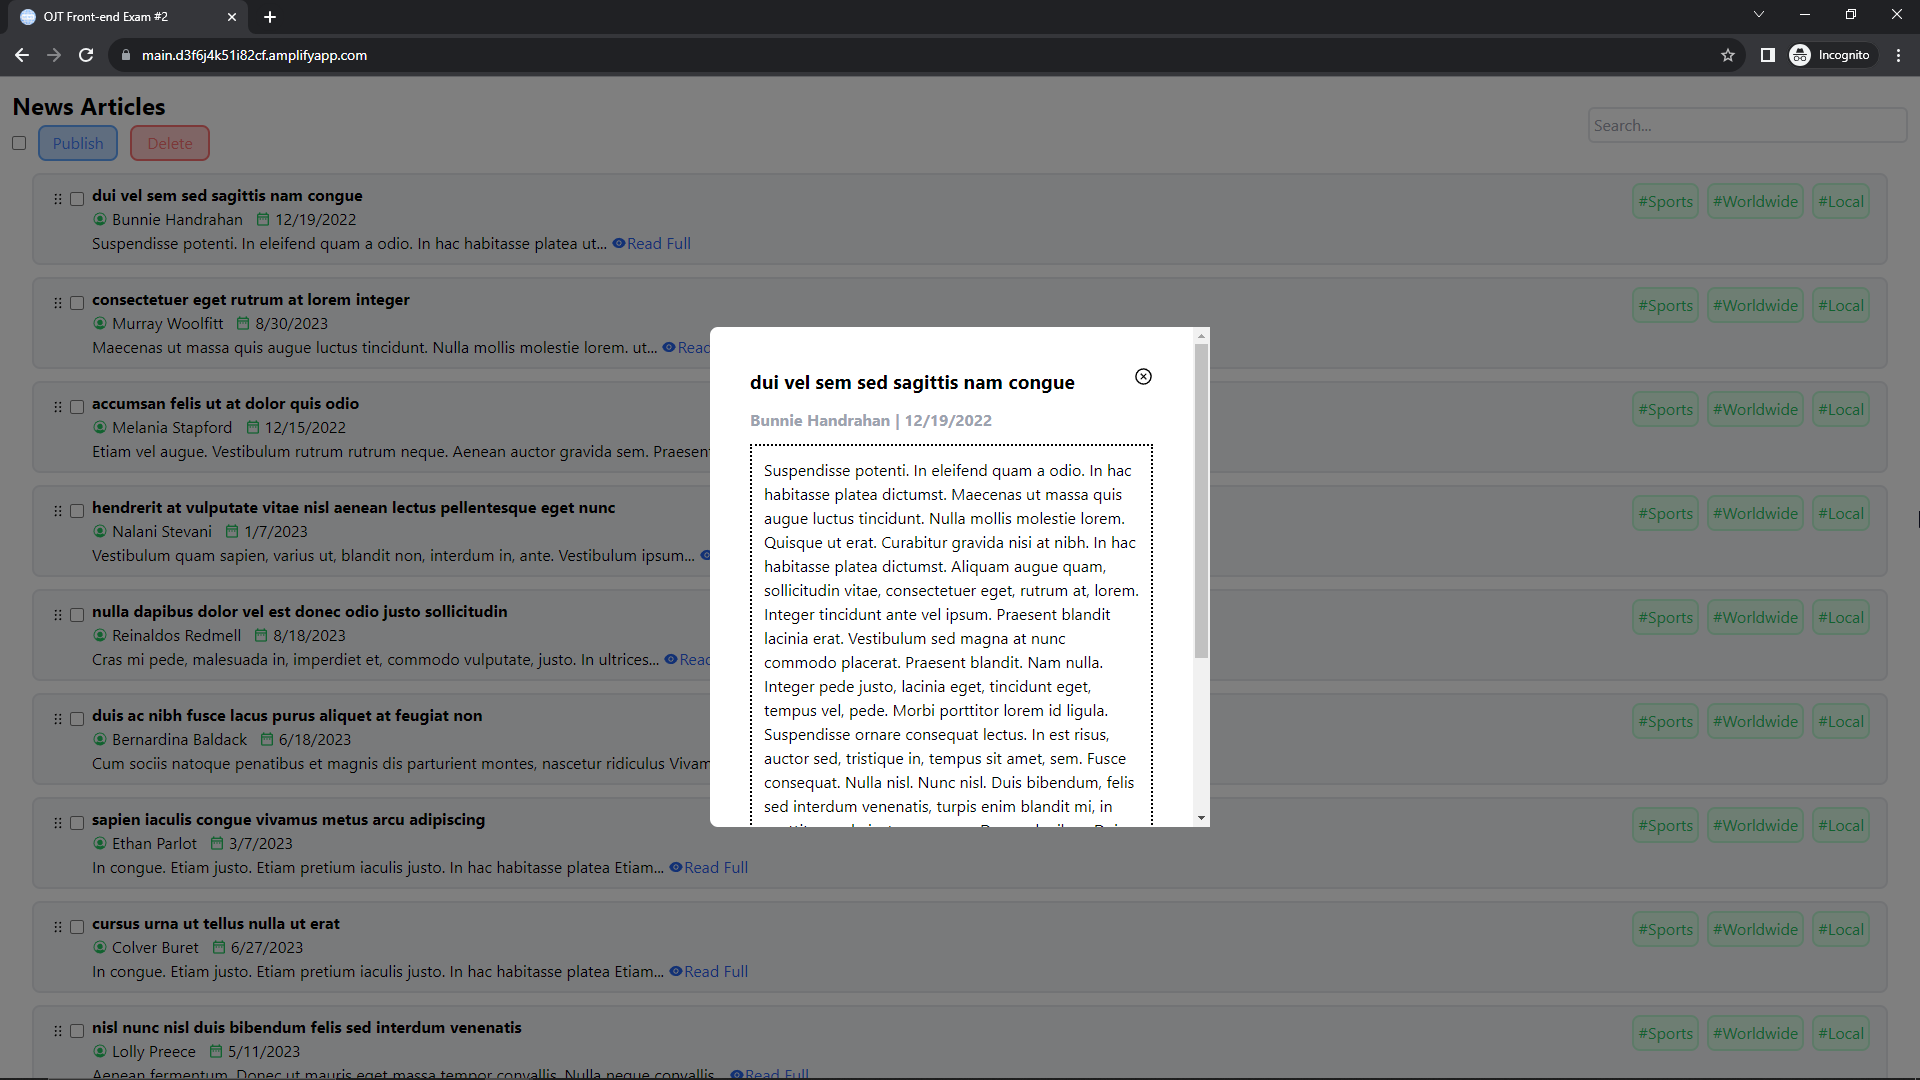 OJT Front-end Exam #2
main.d3f6j4k51i82cf.amplifyapp.com
Incognito
News Articles
Publish
Delete
Search...
dui vel sem sed sagittis nam congue
Bunnie Handrahan 12/19/2022
Suspendisse potenti. In eleifend quam a odio. In hac habitasse platea ut... Read Full
#Sports #Worldwide #Local
consectetuer eget rutrum at lorem integer
Murray Woolfitt 8/30/2023
Maecenas ut massa quis augue luctus tincidunt. Nulla mollis molestie lorem. ut... Read
#Sports #Worldwide #Local
accumsan felis ut at dolor quis odio
Melania Stapford 12/15/2022
Etiam vel augue. Vestibulum rutrum rutrum neque. Aenean auctor gravida sem. Praesent
#Sports #Worldwide #Local
hendrerit at vulputate vitae nisl aenean lectus pellentesque eget nunc
Nalani Stevani 1/7/2023
Vestibulum quam sapien, varius ut, blandit non, interdum in, ante. Vestibulum ipsum...
#Sports #Worldwide #Local
nulla dapibus dolor vel est donec odio justo sollicitudin
Reinaldos Redmell 8/18/2023
Cras mi pede, malesuada in, imperdiet et, commodo vulputate, justo. In ultrices... Read
#Sports #Worldwide #Local
duis ac nibh fusce lacus purus aliquet at feugiat non
Bernardina Baldack 6/18/2023
Cum sociis natoque penatibus et magnis dis parturient montes, nascetur ridiculus Vivam
#Sports #Worldwide #Local
sapien iaculis congue vivamus metus arcu adipiscing
Ethan Parlot 3/7/2023
In congue. Etiam justo. Etiam pretium iaculis justo. In hac habitasse platea Etiam... Read Full
#Sports #Worldwide #Local
cursus urna ut tellus nulla ut erat
Colver Buret 6/27/2023
In congue. Etiam justo. Etiam pretium iaculis justo. In hac habitasse platea Etiam... Read Full
#Sports #Worldwide #Local
nisl nunc nisl duis bibendum felis sed interdum venenatis
Lolly Preece 5/11/2023
Aenean fermentum. Donec ut mauris eget massa tempor convallis. Nulla neque convallis... Read Full
#Sports #Worldwide #Local
dui vel sem sed sagittis nam congue
Bunnie Handrahan | 12/19/2022
Suspendisse potenti. In eleifend quam a odio. In hac
habitasse platea dictumst. Maecenas ut massa quis
augue luctus tincidunt. Nulla mollis molestie lorem.
Quisque ut erat. Curabitur gravida nisi at nibh. In hac
habitasse platea dictumst. Aliquam augue quam,
sollicitudin vitae, consectetuer eget, rutrum at, lorem.
Integer tincidunt ante vel ipsum. Praesent blandit
lacinia erat. Vestibulum sed magna at nunc
commodo placerat. Praesent blandit. Nam nulla.
Integer pede justo, lacinia eget, tincidunt eget,
tempus vel, pede. Morbi porttitor lorem id ligula.
Suspendisse ornare consequat lectus. In est risus,
auctor sed, tristique in, tempus sit amet, sem. Fusce
consequat. Nulla nisl. Nunc nisl. Duis bibendum, felis
sed interdum venenatis, turpis enim blandit mi, in